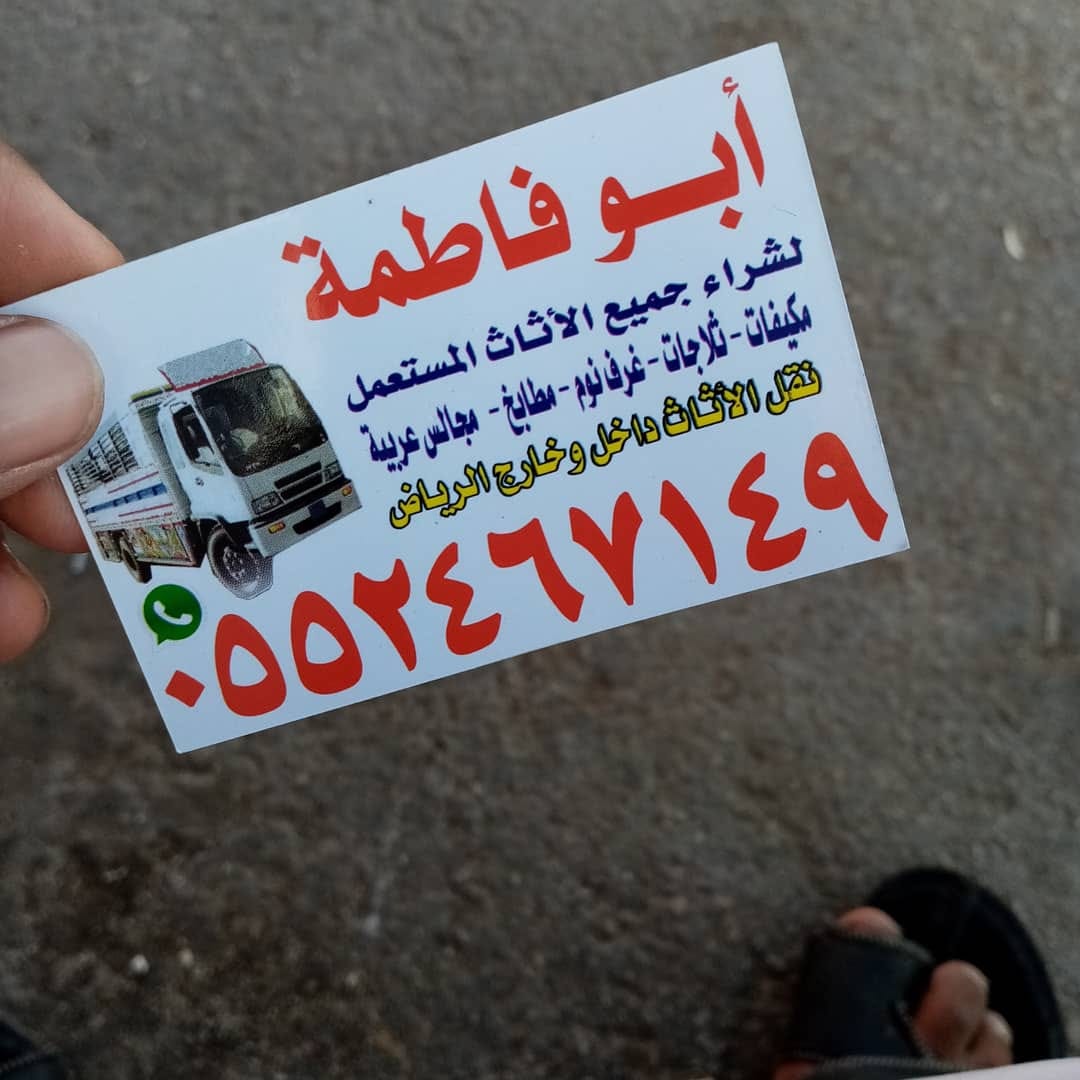 أبو فاطمة
لشراء جميع الأثاث المستعمل
مكيفات - ثلاجات - غرف نوم - مطابخ - مجالس عربية
نقل الأثاث داخل وخارج الرياض
٠٥٥٢٤٦٧١٤٩